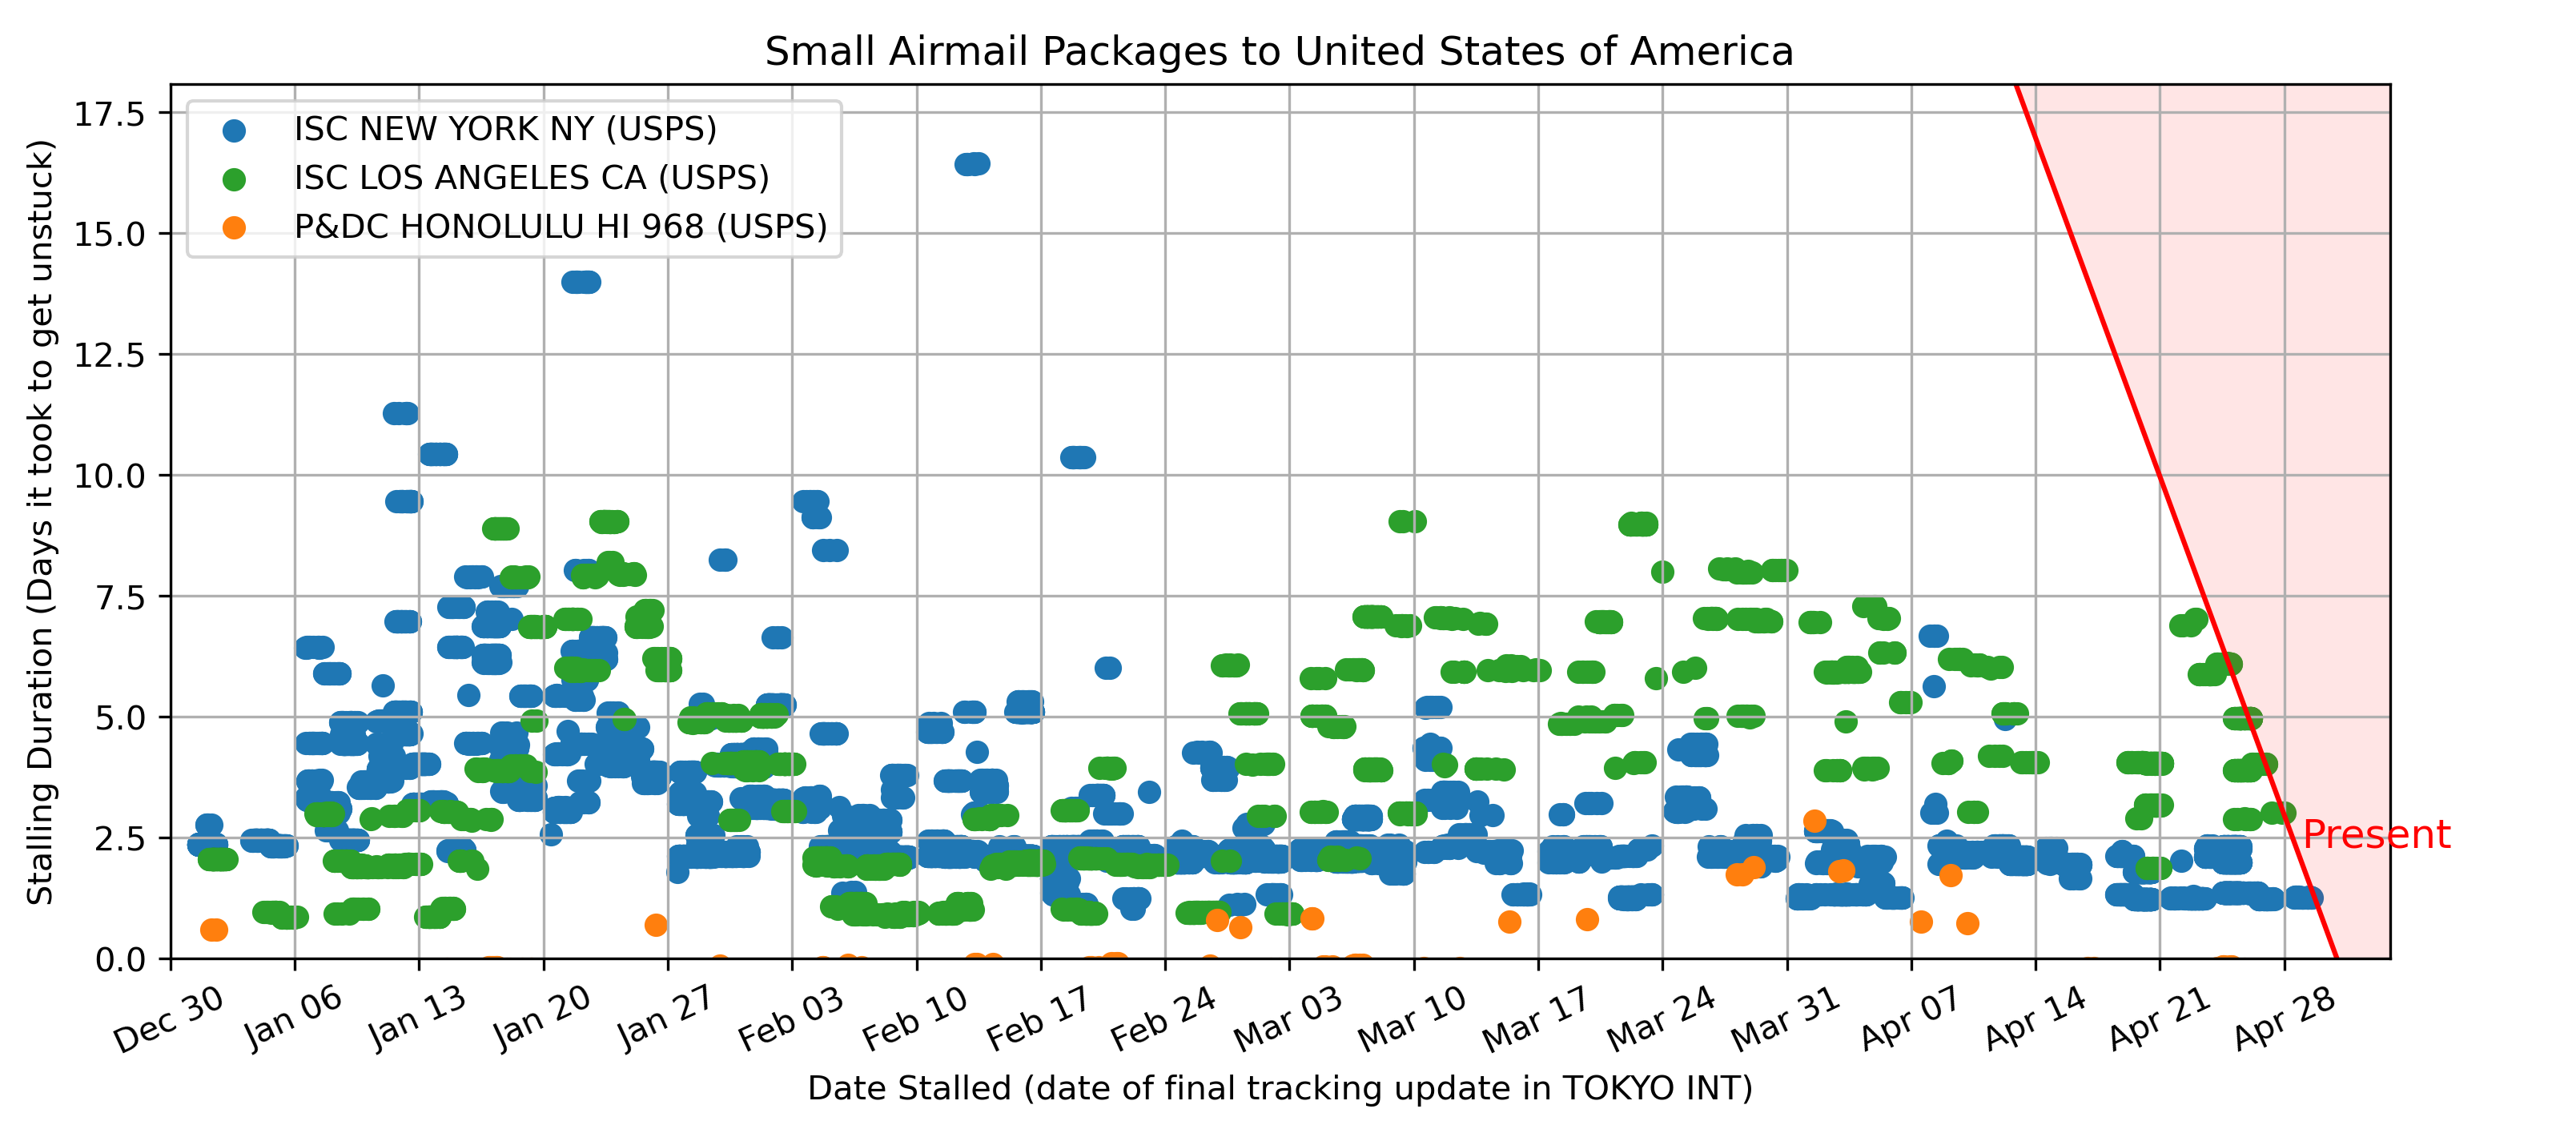 Small Airmail Packages to United States of America
Stalling Duration (Days it took to get unstuck)
17.5
15.0
12.5
10.0
7.5
5.0
2.5
0.0
ISC NEW YORK NY (USPS)
ISC LOS ANGELES CA (USPS)
P&DC HONOLULU HI 968 (USPS)
Present
Dec 30
Jan 06
Jan 13
Jan 20
Jan 27
Feb 03
Feb 10
Feb 17
Feb 24
Mar 03
Mar 10
Mar 17
Mar 24
Mar 31
Apr 07
Apr 14
Apr 21
Apr 28
Date Stalled (date of final tracking update in TOKYO INT)